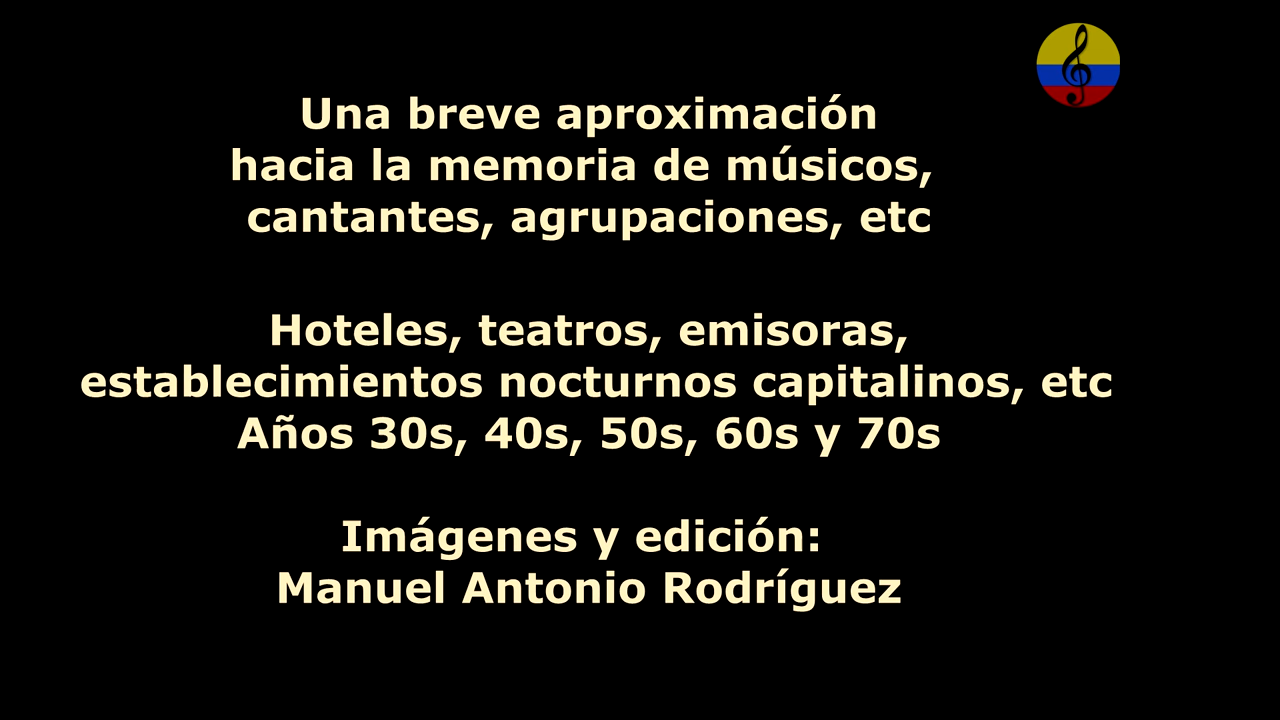 Una breve aproximación
hacia la memoria de músicos,
cantantes, agrupaciones, etc
Hoteles, teatros, emisoras,
establecimientos nocturnos capitalinos, etc
Años 30s, 40s, 50s, 60s y 70s
Imágenes y edición:
Manuel Antonio Rodríguez